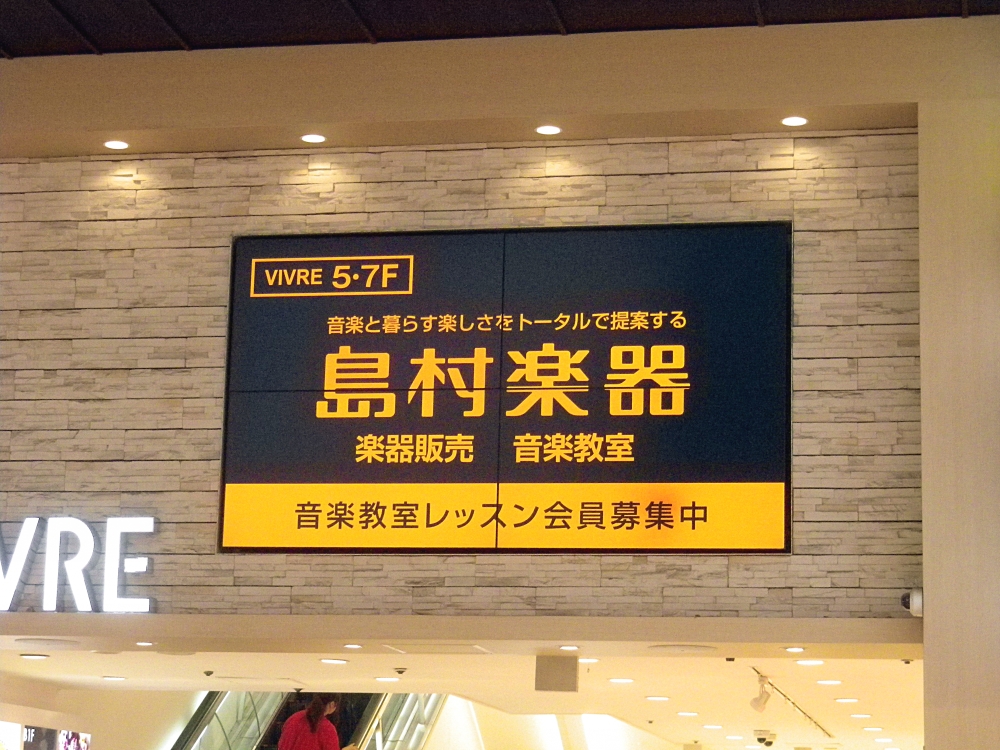 VIVRE 5・7F
音楽と暮らす楽しさをトータルで提案する
島村楽器
楽器販売 音楽教室
音楽教室レッスン会員募集中
VRE
B1F